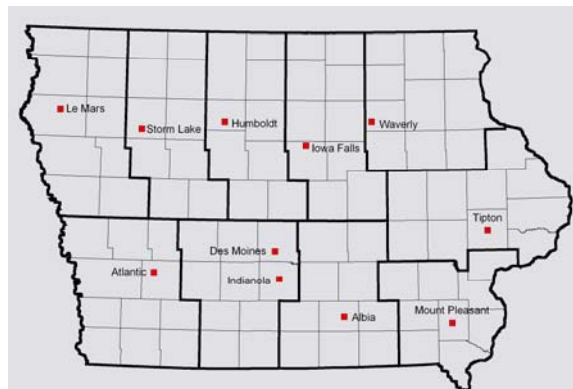 Le Mars
Storm Lake
Humboldt
Waverly
Iowa Falls
Tipton
Des Moines
Atlantic
Indianola
Albia
Mount Pleasant